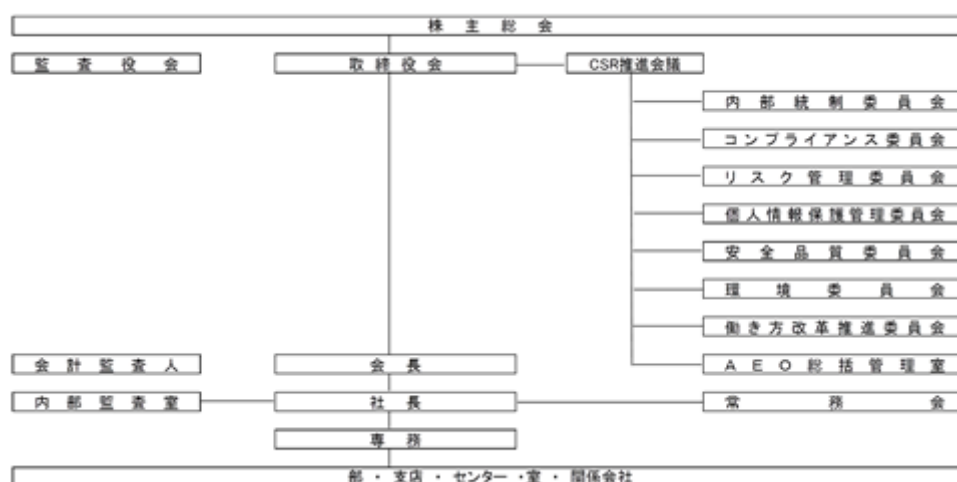 株主総会
監査役会
取締役会
CSR推進会議
内部統制委員会
コンプライアンス委員会
リスク管理委員会
個人情報保護管理委員会
安全品質委員会
環境委員会
働き方改革推進委員会
会計監査人
会長
AEO総括管理室
内部監査室
社長
常務会
専務
部・支店・センター・室・関係会社